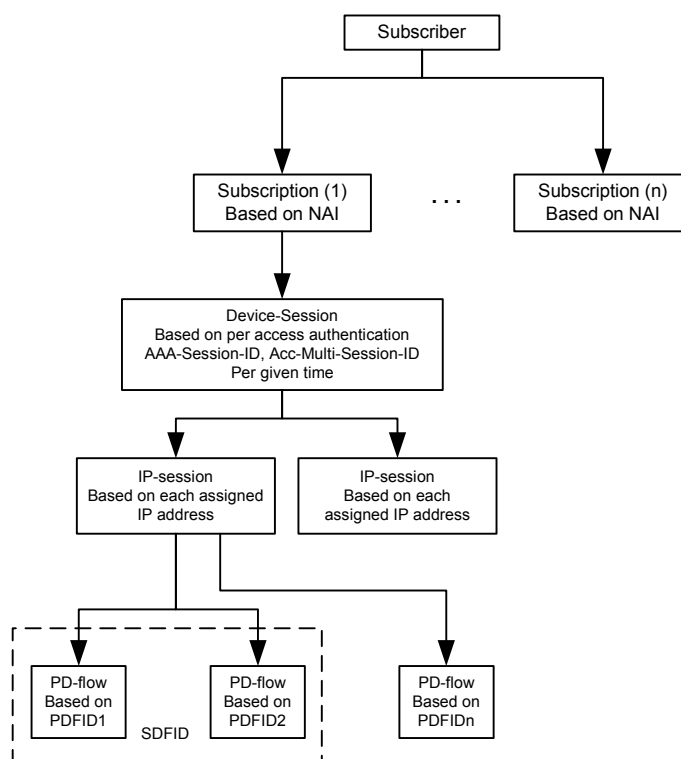 Subscriber
Subscription (1)
Based on NAI
. . .
Subscription (n)
Based on NAI
Device-Session
Based on per access authentication
AAA-Session-ID, Acc-Multi-Session-ID
Per given time
IP-session
Based on each assigned
IP address
IP-session
Based on each
assigned IP address
PD-flow
Based on
PDFID1
SDFID
PD-flow
Based on
PDFID2
PD-flow
Based on
PDFIDn